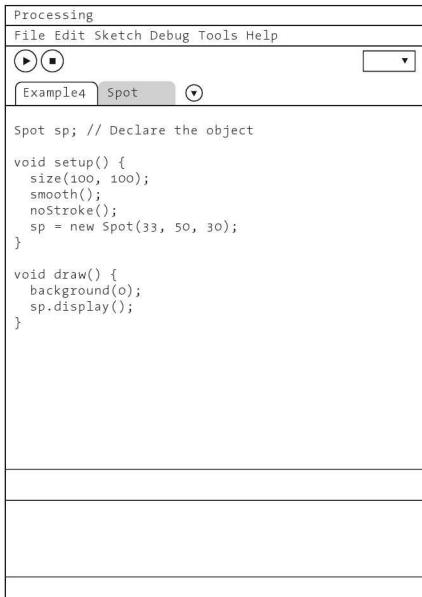 Processing
File Edit Sketch Debug Tools Help
Example4 Spot
Spot sp; // Declare the object
void setup() {
size(100, 100);
smooth();
noStroke();
sp = new Spot(33, 50, 30);
}
void draw() {
background(0);
sp.display();
}